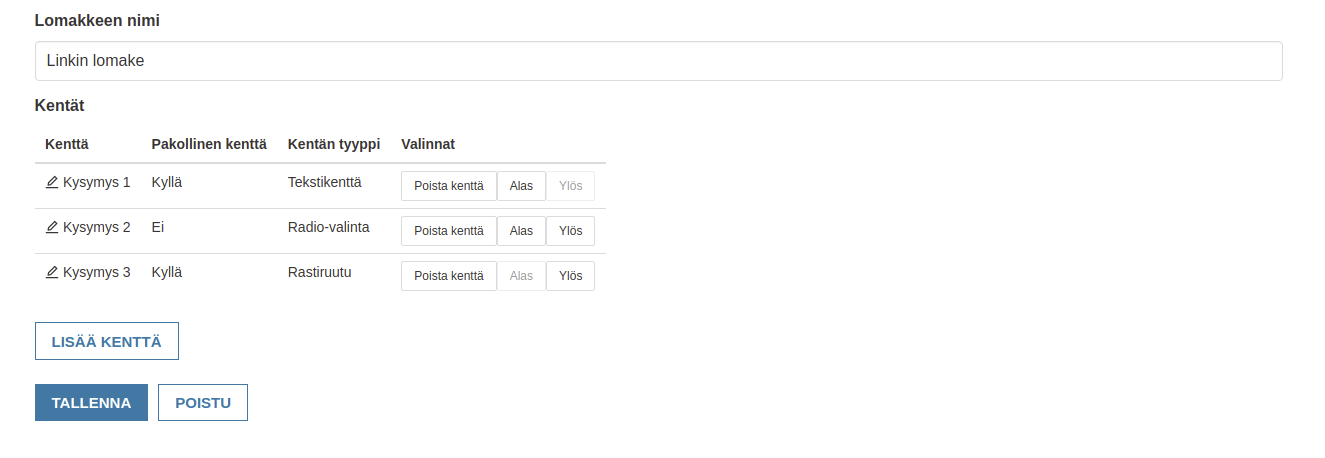 Lomakkeen nimi
Linkin lomake
Kentät
Kenttä Pakollinen kenttä Kentän tyyppi Valinnat
Kysymys 1 Kyllä Tekstikenttä Poista kenttä Alas Ylös
Kysymys 2 Ei Radio-valinta Poista kenttä Alas Ylös
Kysymys 3 Kyllä Rastiruutu Poista kenttä Alas Ylös
LISÄÄ KENTTÄ
TALLENNA POISTU